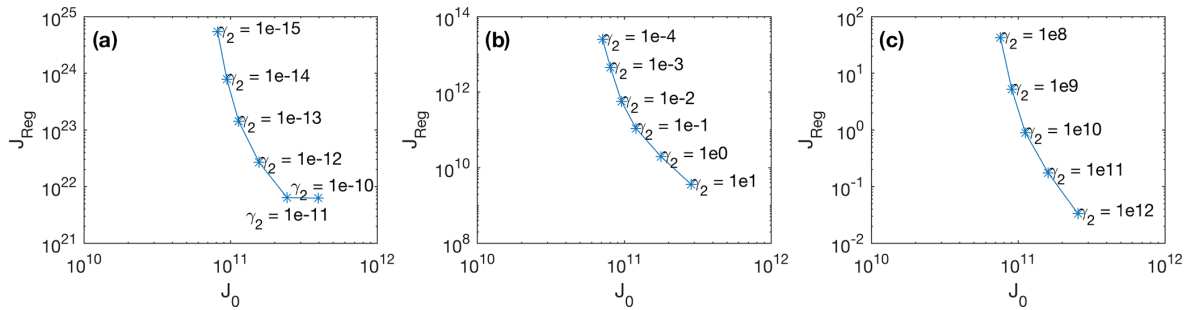 (a)
10^25
10^24
10^23
10^22
10^21
J_Reg
γ_2 = 1e-15
γ_2 = 1e-14
γ_2 = 1e-13
γ_2 = 1e-12
γ_2 = 1e-10
γ_2 = 1e-11
10^10 10^11 10^12
J_0
(b)
10^14
10^12
10^10
10^8
J_Reg
γ_2 = 1e-4
γ_2 = 1e-3
γ_2 = 1e-2
γ_2 = 1e-1
γ_2 = 1e0
γ_2 = 1e1
10^10 10^11 10^12
J_0
(c)
10^2
10^1
10^0
10^-1
10^-2
J_Reg
γ_2 = 1e8
γ_2 = 1e9
γ_2 = 1e10
γ_2 = 1e11
γ_2 = 1e12
10^10 10^11 10^12
J_0